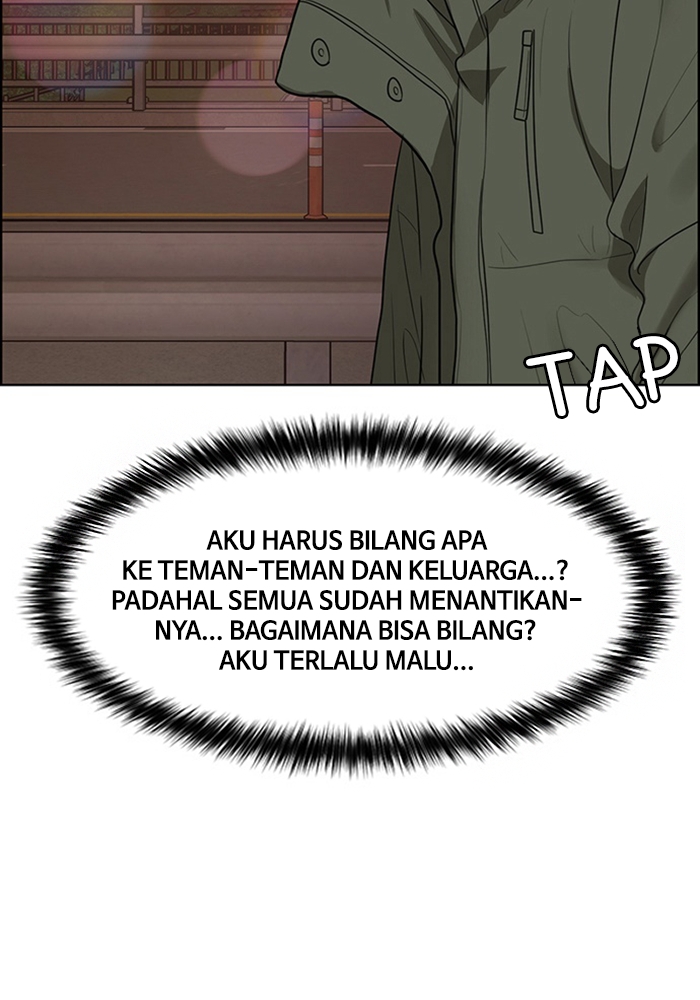 TAP
AKU HARUS BILANG APA
KE TEMAN-TEMAN DAN KELUARGA...?
PADAHAL SEMUA SUDAH MENANTIKAN-
NYA... BAGAIMANA BISA BILANG?
AKU TERLALU MALU...